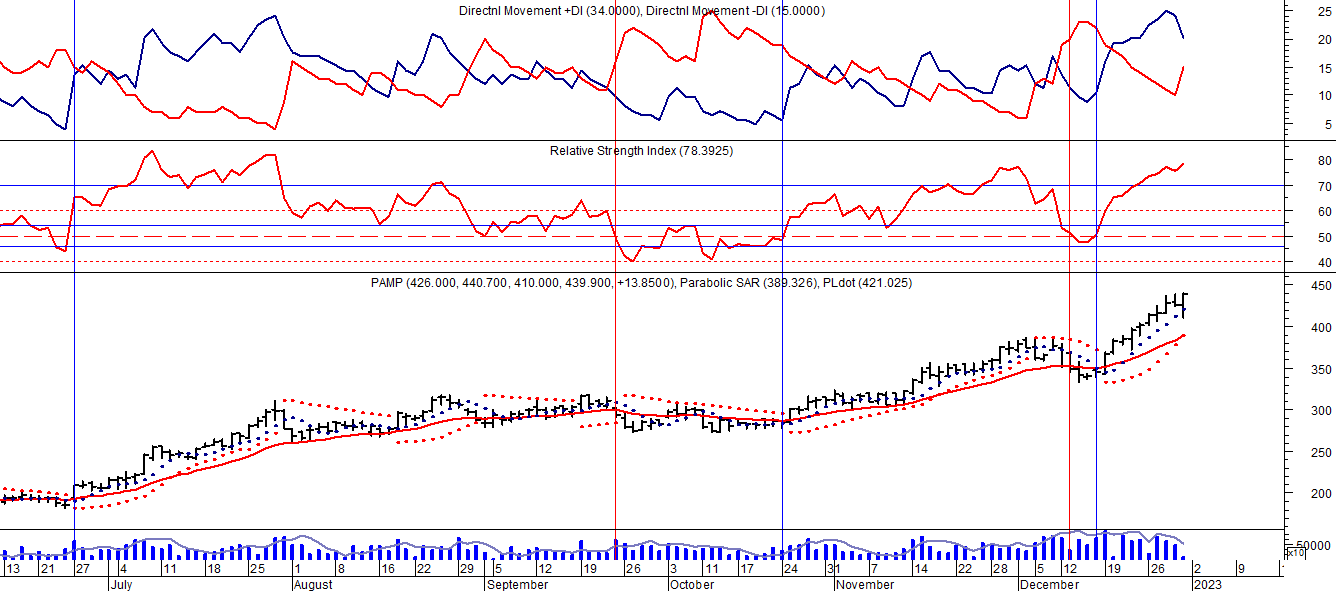 Directnl Movement +DI (34.0000), Directnl Movement -DI (15.0000)
25
20
15
10
5
Relative Strength Index (78.3925)
80
70
60
50
40
PAMP (426.000, 440.700, 410.000, 439.900, +13.8500), Parabolic SAR (389.326), PLdot (421.025)
450
400
350
300
250
200
50000
x10
13 21 27 4 11 18 25 1 8 16 22 29 5 12 19 26 3 11 17 24 31 7 14 22 28 5 12 19 26 2 9
July August September October November December 2023